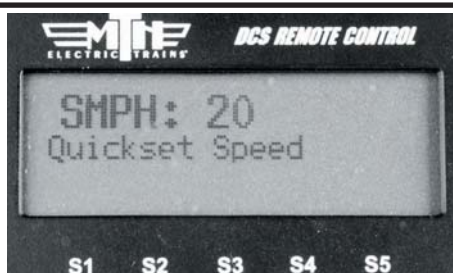 MTH DCS REMOTE CONTROL
ELECTRIC TRAINS®
SMPH: 20
Quickset Speed
S1 S2 S3 S4 S5